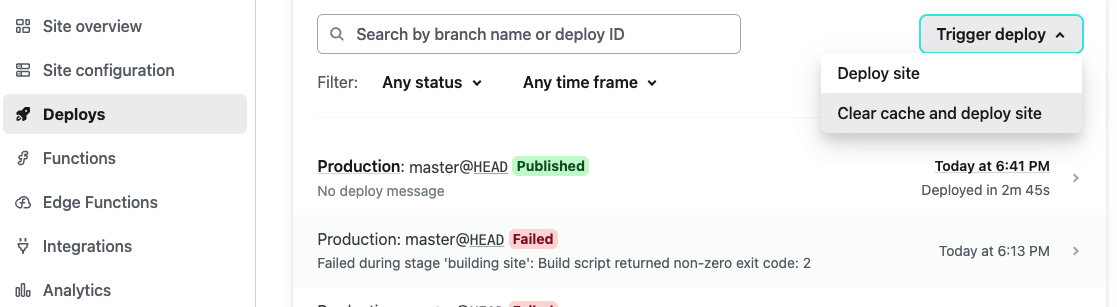 Site overview
Site configuration
Deploys
Functions
Edge Functions
Integrations
Analytics
Search by branch name or deploy ID
Trigger deploy
Filter: Any status Any time frame
Deploy site
Clear cache and deploy site
Production: master@HEAD Published
Today at 6:41 PM
No deploy message
Deployed in 2m 45s
Production: master@HEAD Failed
Today at 6:13 PM
Failed during stage 'building site': Build script returned non-zero exit code: 2